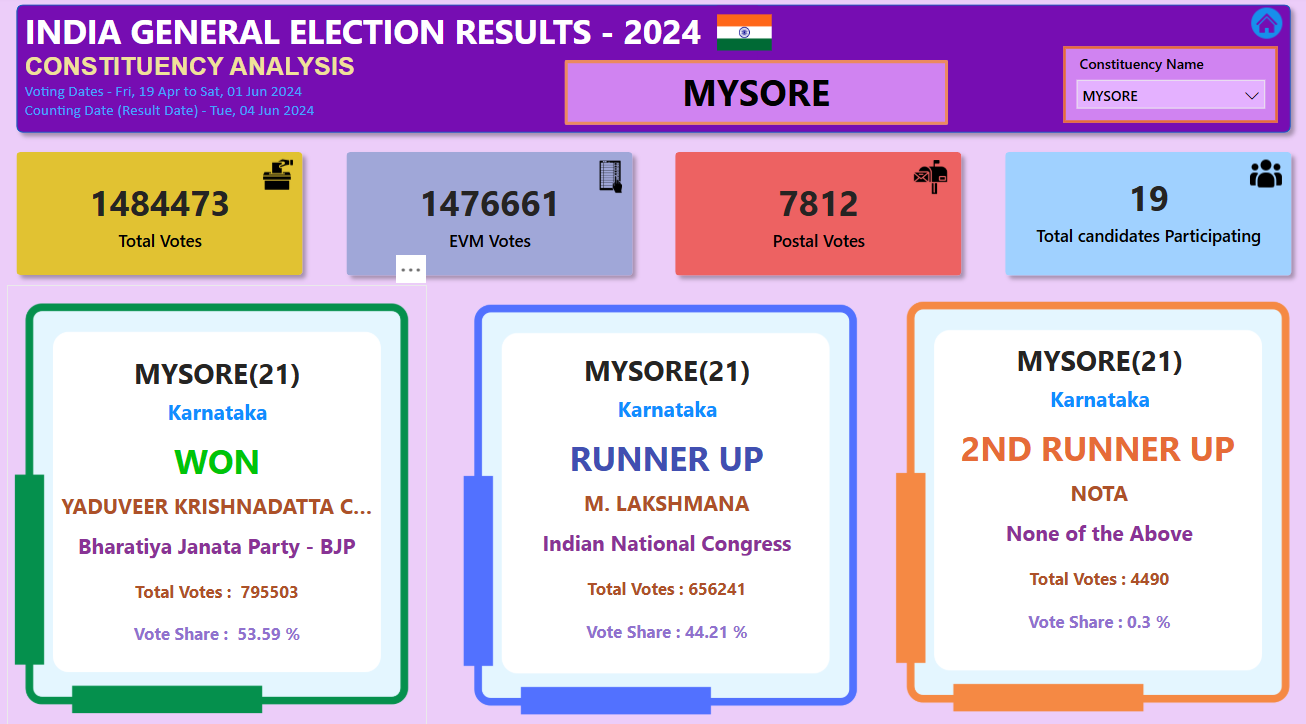 INDIA GENERAL ELECTION RESULTS - 2024
CONSTITUENCY ANALYSIS
Voting Dates - Fri, 19 Apr to Sat, 01 Jun 2024
Counting Date (Result Date) - Tue, 04 Jun 2024
MYSORE
Constituency Name
MYSORE
1484473
Total Votes
1476661
EVM Votes
7812
Postal Votes
19
Total candidates Participating
MYSORE(21)
Karnataka
WON
YADUVEER KRISHNADATTA C...
Bharatiya Janata Party - BJP
Total Votes : 795503
Vote Share : 53.59 %
MYSORE(21)
Karnataka
RUNNER UP
M. LAKSHMANA
Indian National Congress
Total Votes : 656241
Vote Share : 44.21 %
MYSORE(21)
Karnataka
2ND RUNNER UP
NOTA
None of the Above
Total Votes : 4490
Vote Share : 0.3 %